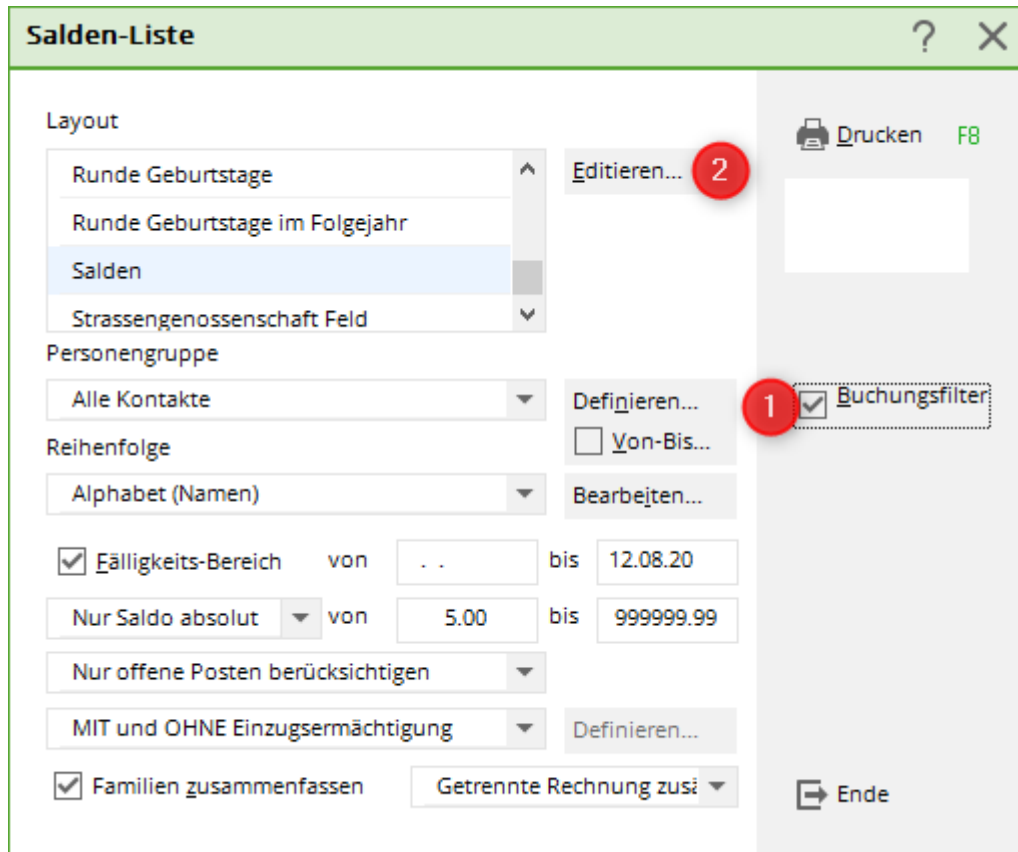 Salden-Liste
?
Layout
Drucken F8
Runde Geburtstage
Editieren... 2
Runde Geburtstage im Folgejahr
Salden
Strassengenossenschaft Feld
Personengruppe
Alle Kontakte
Definieren...
1 Buchungsfilter
Von-Bis...
Reihenfolge
Alphabet (Namen)
Bearbeiten...
Fälligkeits-Bereich von . . bis 12.08.20
Nur Saldo absolut von 5.00 bis 999999.99
Nur offene Posten berücksichtigen
MIT und OHNE Einzugsermächtigung
Definieren...
Familien zusammenfassen
Getrennte Rechnung
Ende